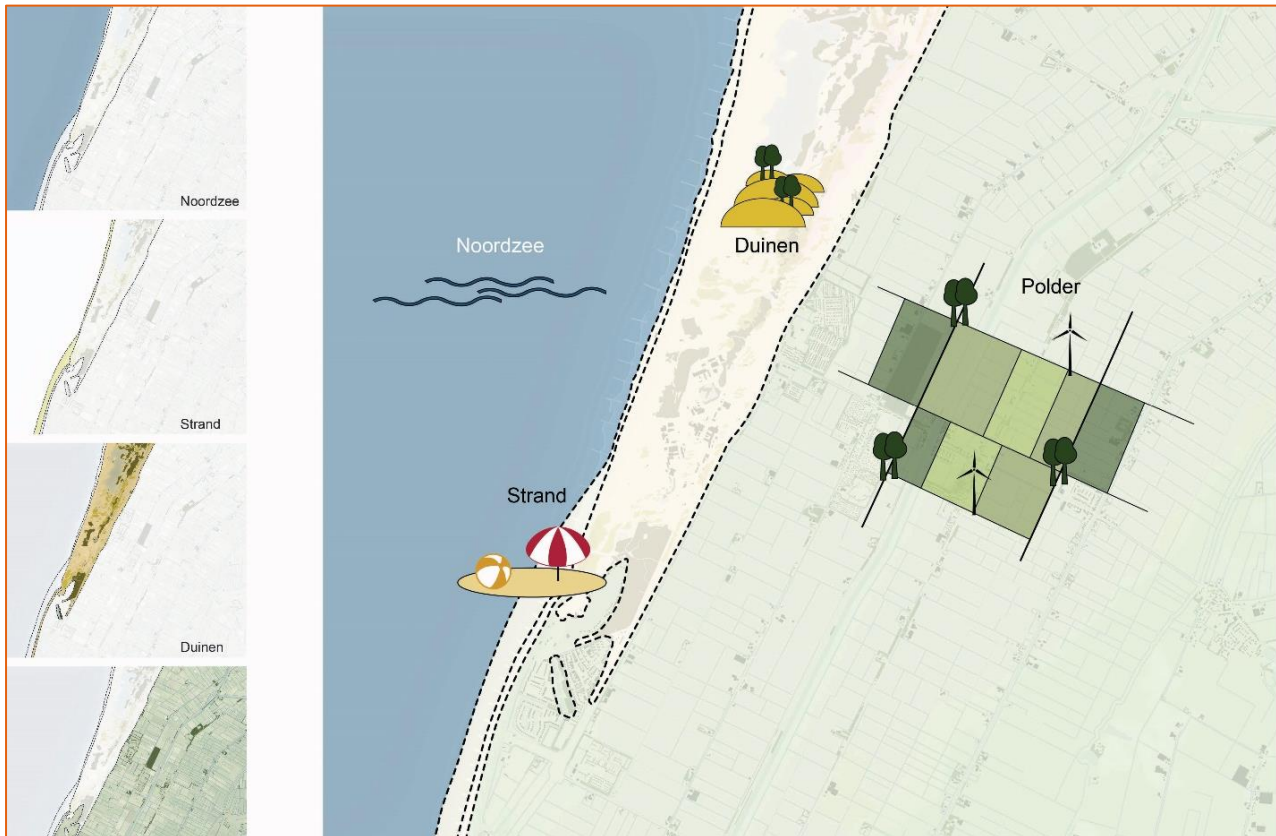 Noordzee
Strand
Duinen
Noordzee
Duinen
Polder
Strand